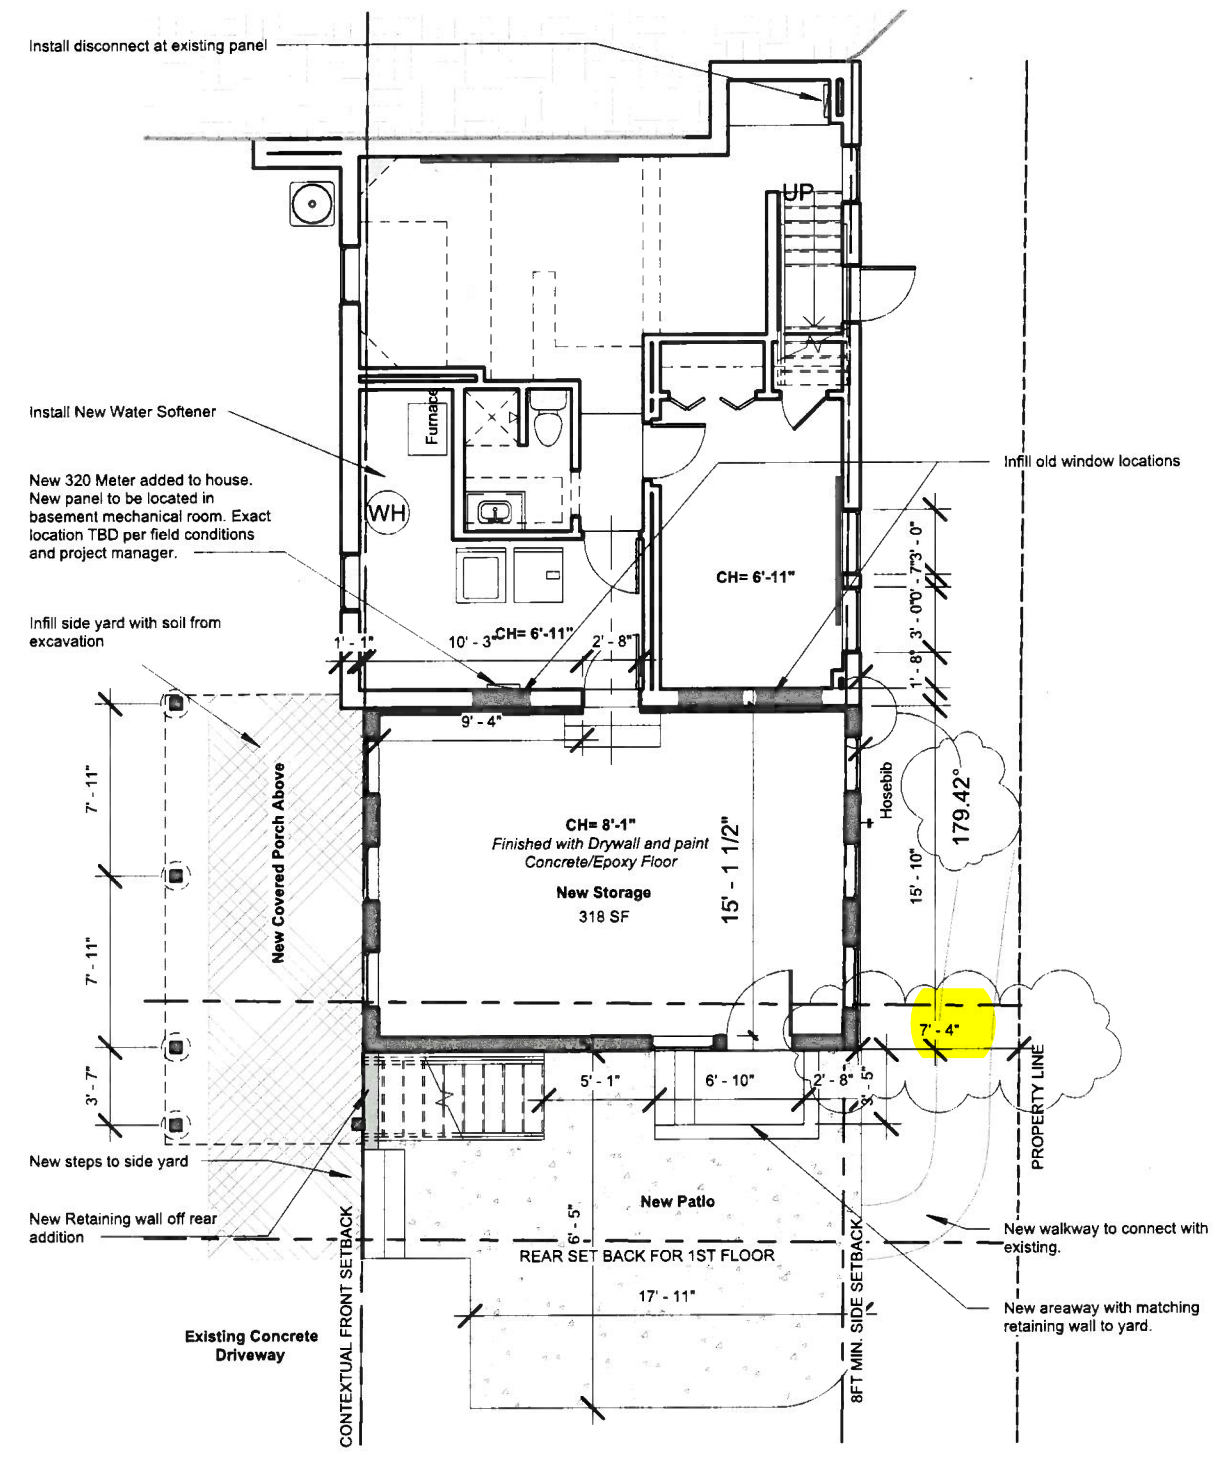 Install disconnect at existing panel
UP
Install New Water Softener
Furnace
New 320 Meter added to house.
New panel to be located in
basement mechanical room. Exact
location TBD per field conditions
and project manager.
WH
Infill old window locations
CH= 6'-11"
3' - 0"
0' - 7"
3' - 0"
1' - 8"
Infill side yard with soil from
excavation
1' - 1"
10' - 3"
CH= 6'-11"
2' - 8"
9' - 4"
7' - 11"
New Covered Porch Above
CH= 8'-1"
Finished with Drywall and paint
Concrete/Epoxy Floor
New Storage
318 SF
15' - 1 1/2"
Hosebib
179.42°
15' - 10"
7' - 11"
7' - 4"
3' - 7"
5' - 1"
6' - 10"
2' - 8"
3' - 5"
PROPERTY LINE
New steps to side yard
New Retaining wall off rear
addition
New Patio
6' - 5"
REAR SET BACK FOR 1ST FLOOR
17' - 11"
New walkway to connect with
existing.
New areaway with matching
retaining wall to yard.
Existing Concrete
Driveway
CONTEXTUAL FRONT SETBACK
8FT MIN. SIDE SETBACK